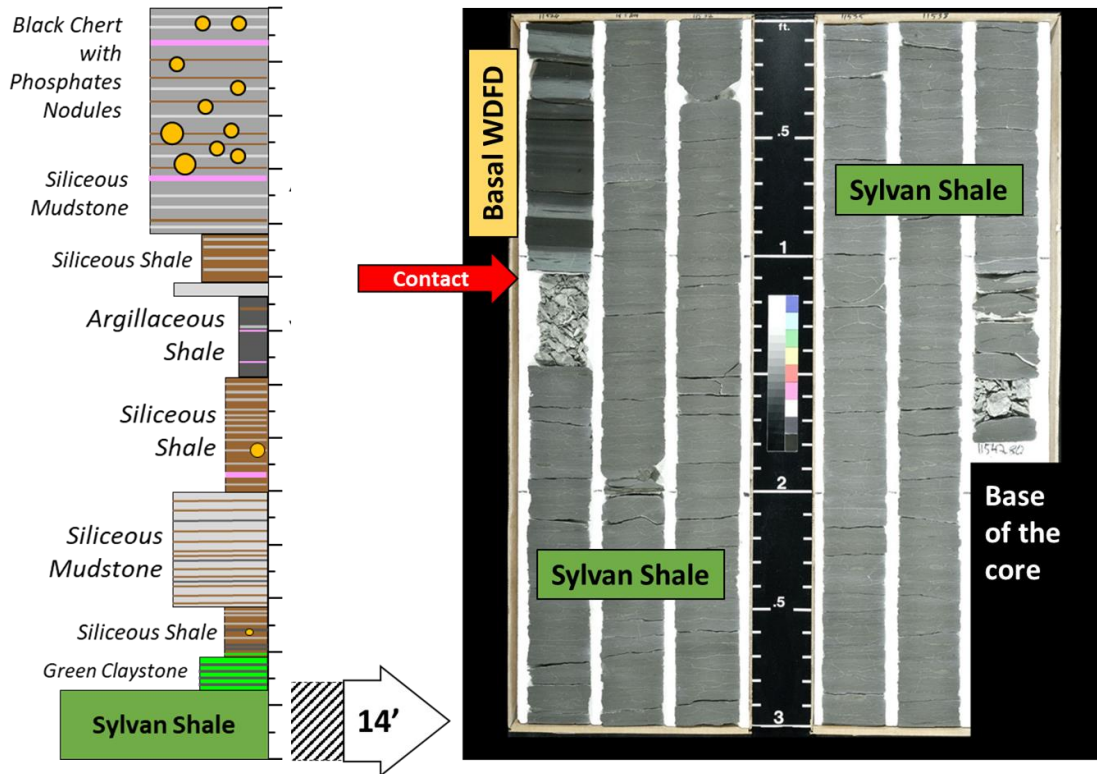 Black Chert
with
Phosphates
Nodules
Siliceous
Mudstone
Siliceous Shale
Argillaceous
Shale
Siliceous
Shale
Siliceous
Mudstone
Siliceous Shale
Green Claystone
Sylvan Shale
14’
Basal WDFD
Contact
ft.
.5
1
2
.5
3
Sylvan Shale
Sylvan Shale
Base
of the
core